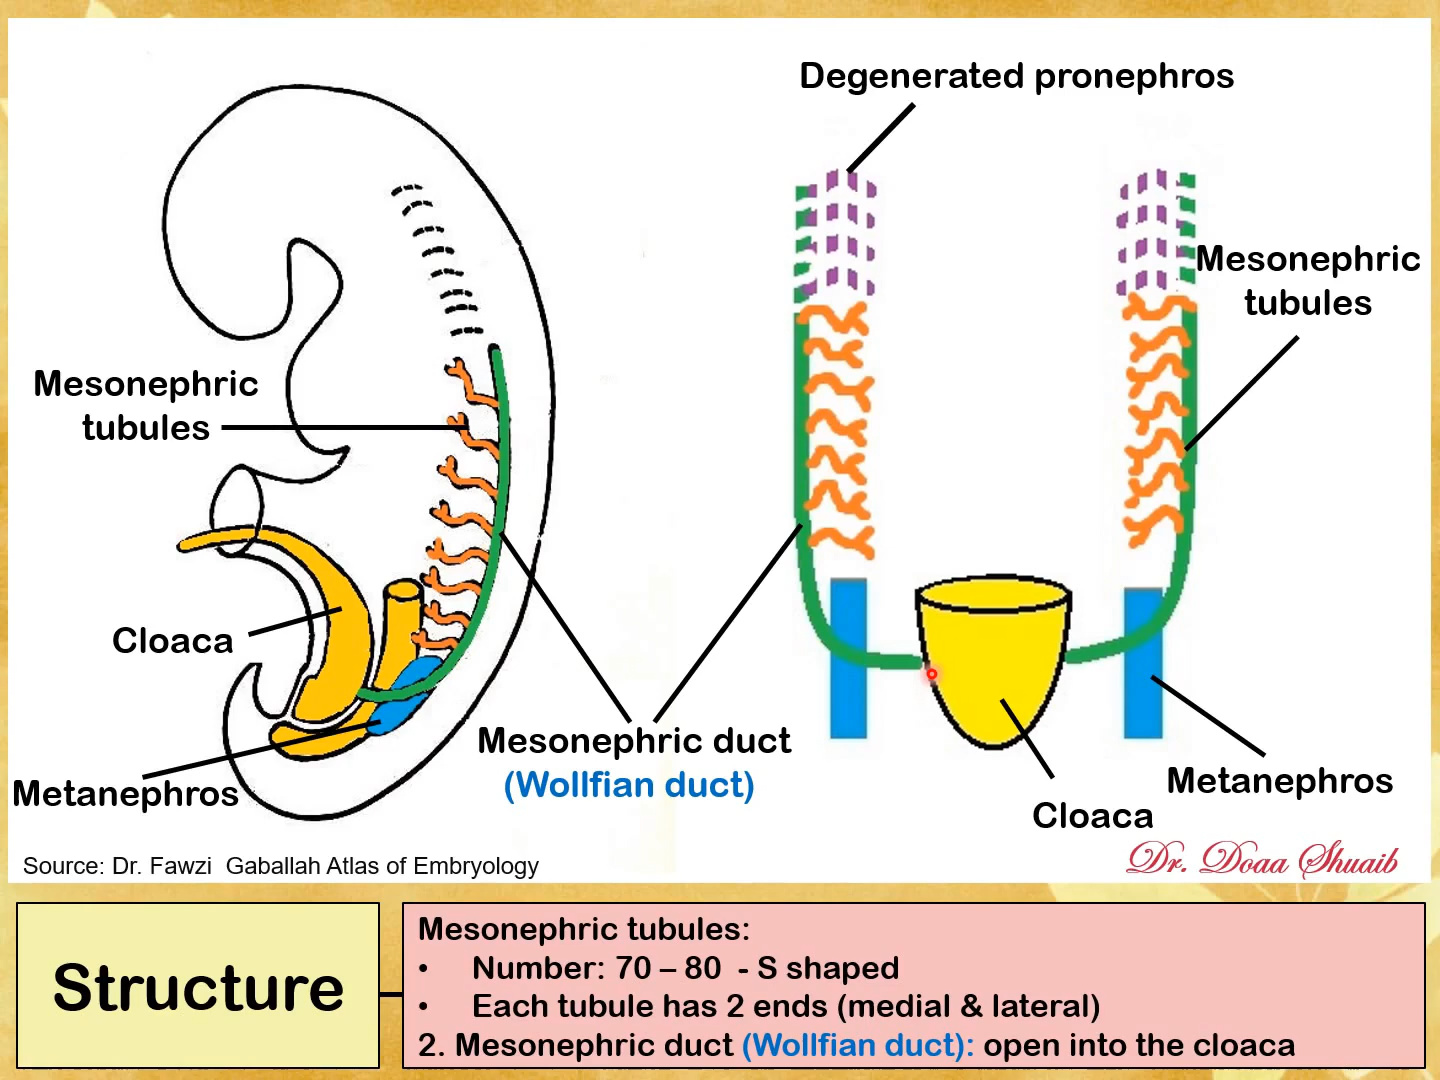 Degenerated pronephros
Mesonephric
tubules
Mesonephric
tubules
Cloaca
Mesonephric duct
(Wollfian duct)
Metanephros
Metanephros
Cloaca
Source: Dr. Fawzi Gaballah Atlas of Embryology
Dr. Doaa Shuaib
Structure
Mesonephric tubules:
• Number: 70 – 80 - S shaped
• Each tubule has 2 ends (medial & lateral)
2. Mesonephric duct (Wollfian duct): open into the cloaca